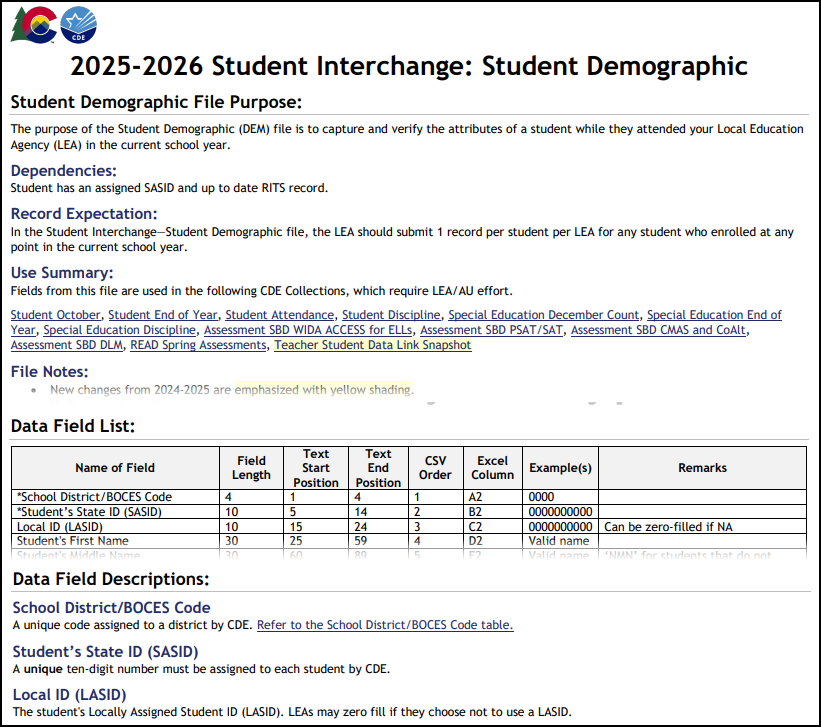 CDE
2025-2026 Student Interchange: Student Demographic
Student Demographic File Purpose:
The purpose of the Student Demographic (DEM) file is to capture and verify the attributes of a student while they attended your Local Education
Agency (LEA) in the current school year.
Dependencies:
Student has an assigned SASID and up to date RITS record.
Record Expectation:
In the Student Interchange—Student Demographic file, the LEA should submit 1 record per student per LEA for any student who enrolled at any
point in the current school year.
Use Summary:
Fields from this file are used in the following CDE Collections, which require LEA/AU effort.
Student October, Student End of Year, Student Attendance, Student Discipline, Special Education December Count, Special Education End of
Year, Special Education Discipline, Assessment SBD WIDA ACCESS for ELLs, Assessment SBD PSAT/SAT, Assessment SBD CMAS and CoAlt,
Assessment SBD DLM, READ Spring Assessments, Teacher Student Data Link Snapshot
File Notes:
• New changes from 2024-2025 are emphasized with yellow shading.
Data Field List:
Name of Field Field Length Text Start Position Text End Position CSV Order Excel Column Example(s) Remarks
*School District/BOCES Code 4 1 4 1 A2 0000
*Student's State ID (SASID) 10 5 14 2 B2 0000000000
Local ID (LASID) 10 15 24 3 C2 0000000000 Can be zero-filled if NA
Student's First Name 30 25 59 4 D2 Valid name
Student's Middle Name 30 60 89 5 E2 Valid name 'NMN' for students that do not
Data Field Descriptions:
School District/BOCES Code
A unique code assigned to a district by CDE. Refer to the School District/BOCES Code table.
Student's State ID (SASID)
A unique ten-digit number must be assigned to each student by CDE.
Local ID (LASID)
The student's Locally Assigned Student ID (LASID). LEAs may zero fill if they choose not to use a LASID.